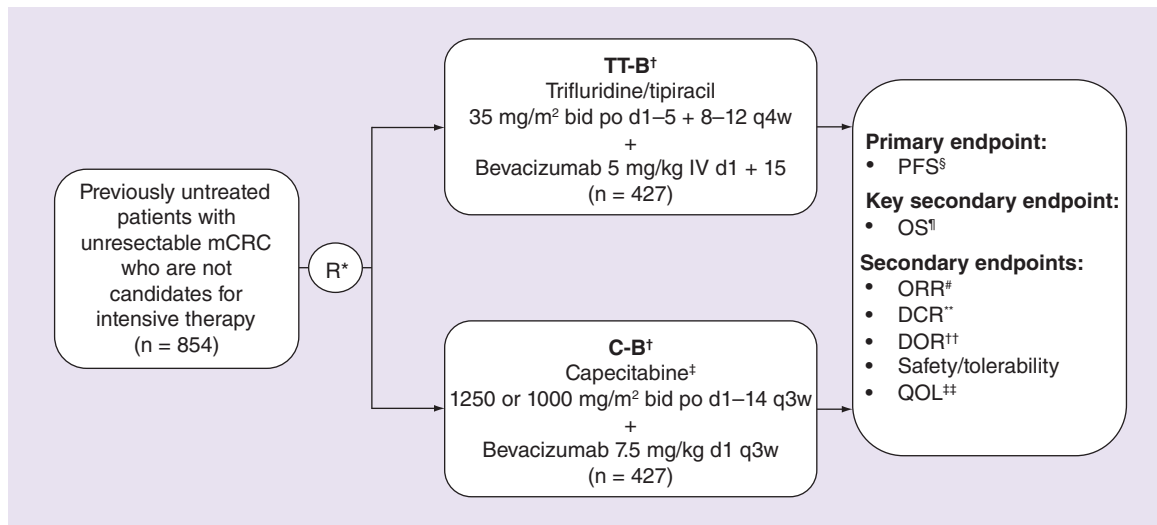 Previously untreated
patients with
unresectable mCRC
who are not
candidates for
intensive therapy
(n = 854)
R*
TT-B†
Trifluridine/tipiracil
35 mg/m² bid po d1–5 + 8–12 q4w
+
Bevacizumab 5 mg/kg IV d1 + 15
(n = 427)
C-B†
Capecitabine‡
1250 or 1000 mg/m² bid po d1–14 q3w
+
Bevacizumab 7.5 mg/kg d1 q3w
(n = 427)
Primary endpoint:
• PFS§
Key secondary endpoint:
• OS¶
Secondary endpoints:
• ORR#
• DCR**
• DOR††
• Safety/tolerability
• QOL‡‡